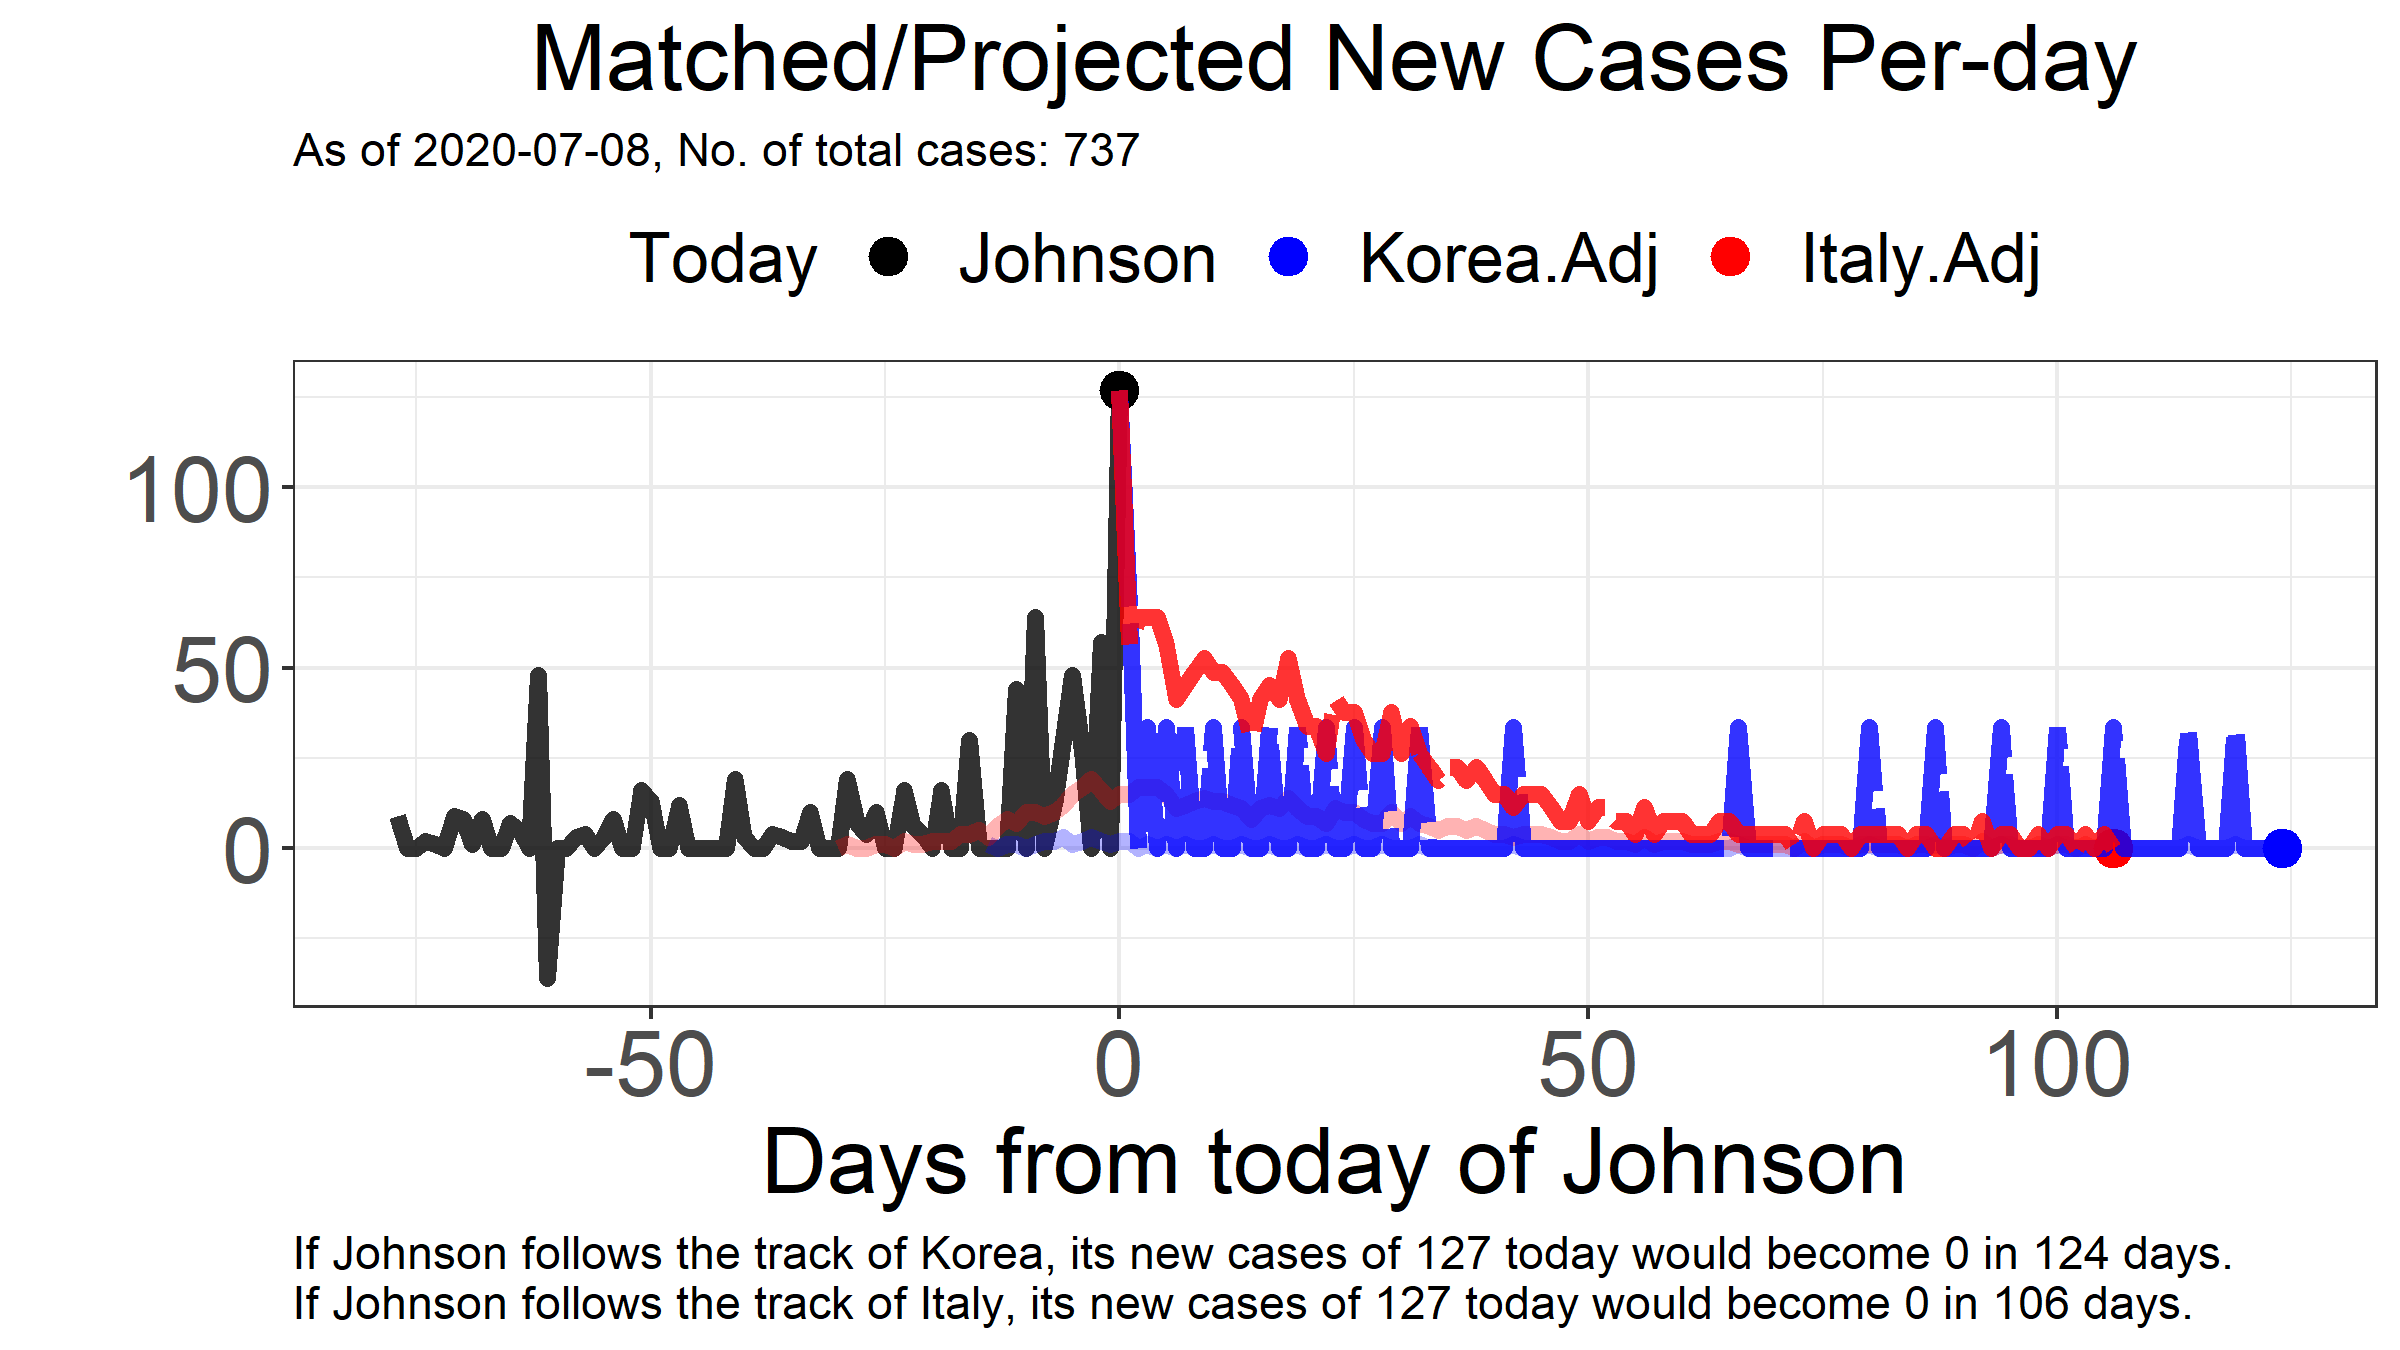 Matched/Projected New Cases Per-day
As of 2020-07-08, No. of total cases: 737
Today Johnson Korea.Adj Italy.Adj
100
50
0
-50 0 50 100
Days from today of Johnson
If Johnson follows the track of Korea, its new cases of 127 today would become 0 in 124 days.
If Johnson follows the track of Italy, its new cases of 127 today would become 0 in 106 days.